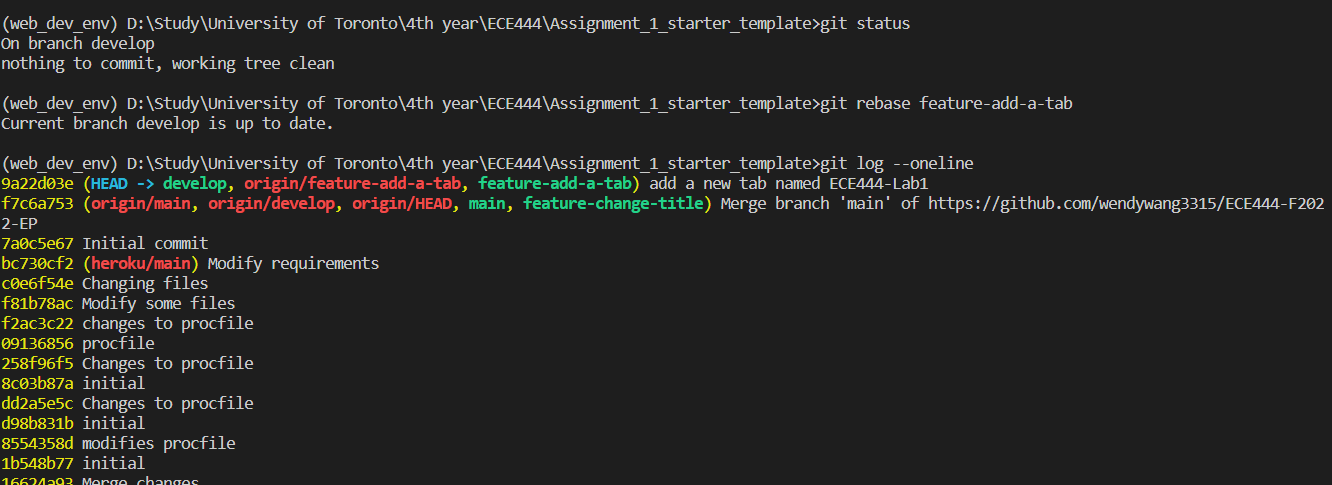 (web_dev_env) D:\Study\University of Toronto\4th year\ECE444\Assignment_1_starter_template>git status
On branch develop
nothing to commit, working tree clean
(web_dev_env) D:\Study\University of Toronto\4th year\ECE444\Assignment_1_starter_template>git rebase feature-add-a-tab
Current branch develop is up to date.
(web_dev_env) D:\Study\University of Toronto\4th year\ECE444\Assignment_1_starter_template>git log --oneline
9a22d03e (HEAD -> develop, origin/feature-add-a-tab, feature-add-a-tab) add a new tab named ECE444-Lab1
f7c6a753 (origin/main, origin/develop, origin/HEAD, main, feature-change-title) Merge branch 'main' of https://github.com/wendywang3315/ECE444-F202
2-EP
7a0c5e67 Initial commit
bc730cf2 (heroku/main) Modify requirements
c0e6f54e Changing files
f81b78ac Modify some files
f2ac3c22 changes to procfile
09136856 procfile
258f96f5 Changes to procfile
8c03b87a initial
dd2a5e5c Changes to procfile
d98b831b initial
8554358d modifies procfile
1b548b77 initial
16624a93 Merge changes